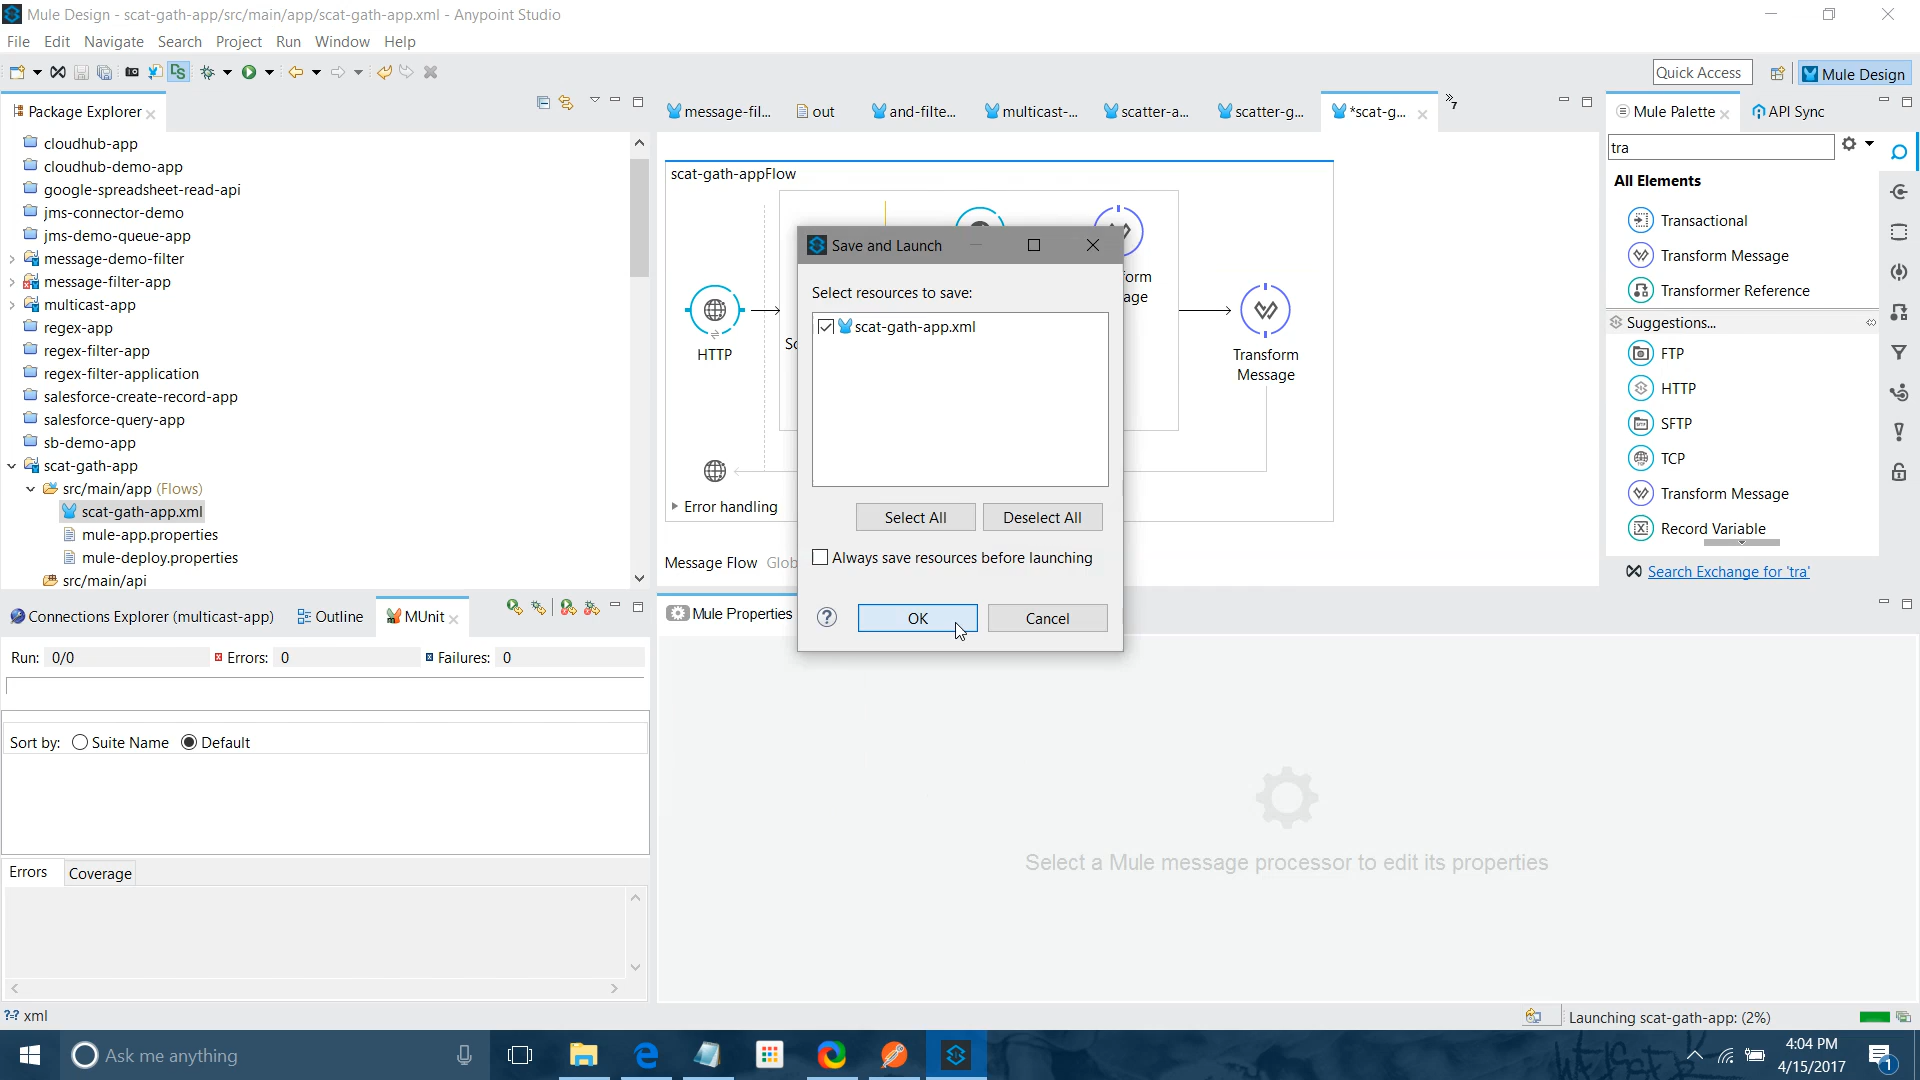 Mule Design - scat-gath-app/src/main/app/scat-gath-app.xml - Anypoint Studio
File Edit Navigate Search Project Run Window Help
Quick Access
Mule Design
Package Explorer
cloudhub-app
cloudhub-demo-app
google-spreadsheet-read-api
jms-connector-demo
jms-demo-queue-app
message-demo-filter
message-filter-app
multicast-app
regex-app
regex-filter-app
regex-filter-application
salesforce-create-record-app
salesforce-query-app
sb-demo-app
scat-gath-app
src/main/app (Flows)
scat-gath-app.xml
mule-app.properties
mule-deploy.properties
src/main/api
message-fil... out and-filte... multicast-... scatter-a... scatter-g... *scat-g... »7
scat-gath-appFlow
HTTP
Sc
orm
age
Transform
Message
Error handling
Message Flow Glob
Save and Launch
Select resources to save:
scat-gath-app.xml
Select All Deselect All
Always save resources before launching
OK Cancel
Mule Palette API Sync
tra
All Elements
Transactional
Transform Message
Transformer Reference
Suggestions...
FTP
HTTP
SFTP
TCP
Transform Message
Record Variable
Search Exchange for 'tra'
Connections Explorer (multicast-app) Outline MUnit
Run: 0/0 Errors: 0 Failures: 0
Sort by: Suite Name Default
Errors Coverage
Mule Properties
Select a Mule message processor to edit its properties
xml
Launching scat-gath-app: (2%)
Ask me anything
4:04 PM
4/15/2017
1